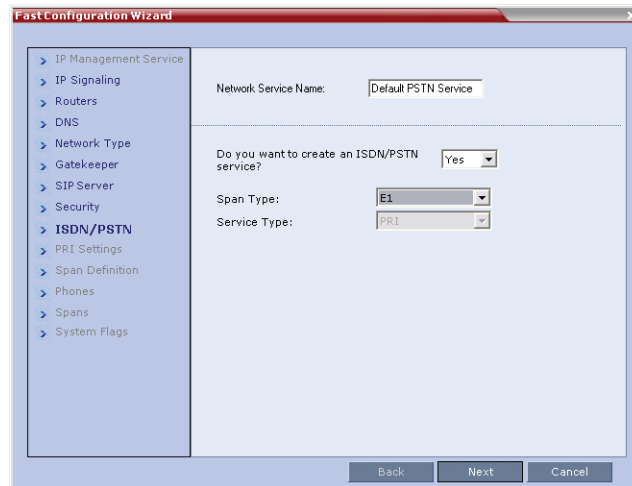 Fast Configuration Wizard
IP Management Service
IP Signaling
Routers
DNS
Network Type
Gatekeeper
SIP Server
Security
ISDN/PSTN
PRI Settings
Span Definition
Phones
Spans
System Flags
Network Service Name: Default PSTN Service
Do you want to create an ISDN/PSTN
service? Yes
Span Type: E1
Service Type: PRI
Back Next Cancel